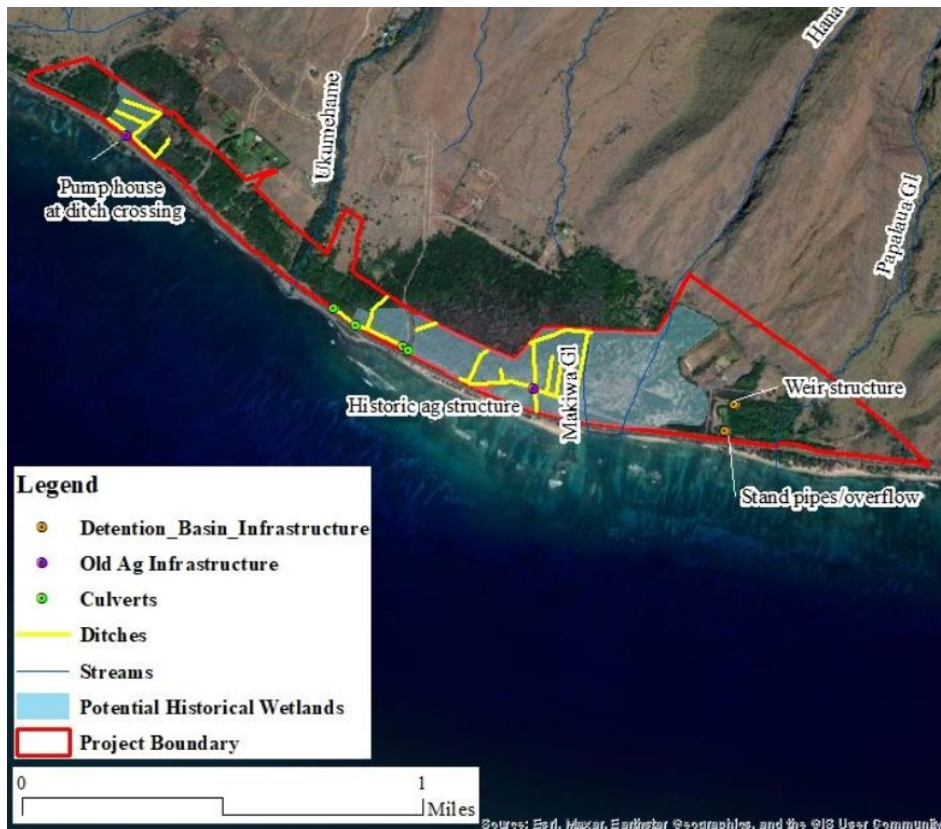 Hana
Ukumehame
Papalaua Gl
Pump house
at ditch crossing
Weir structure
Historic ag structure
Makiwa Gl
Stand pipes/overflow
Legend
Detention_Basin_Infrastructure
Old Ag Infrastructure
Culverts
Ditches
Streams
Potential Historical Wetlands
Project Boundary
0 1
Miles
Source: Esri, Maxar, Earthstar Geographics, and the GIS User Communit